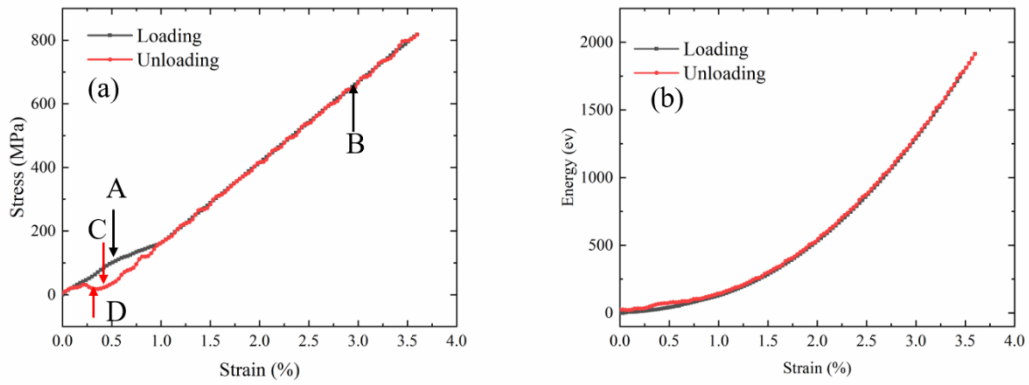 Loading
Unloading
(a)
A
B
C
D
Stress (MPa)
800
600
400
200
0
0.0 0.5 1.0 1.5 2.0 2.5 3.0 3.5 4.0
Strain (%)
Loading
Unloading
(b)
Energy (ev)
2000
1500
1000
500
0
0.0 0.5 1.0 1.5 2.0 2.5 3.0 3.5 4.0
Strain (%)